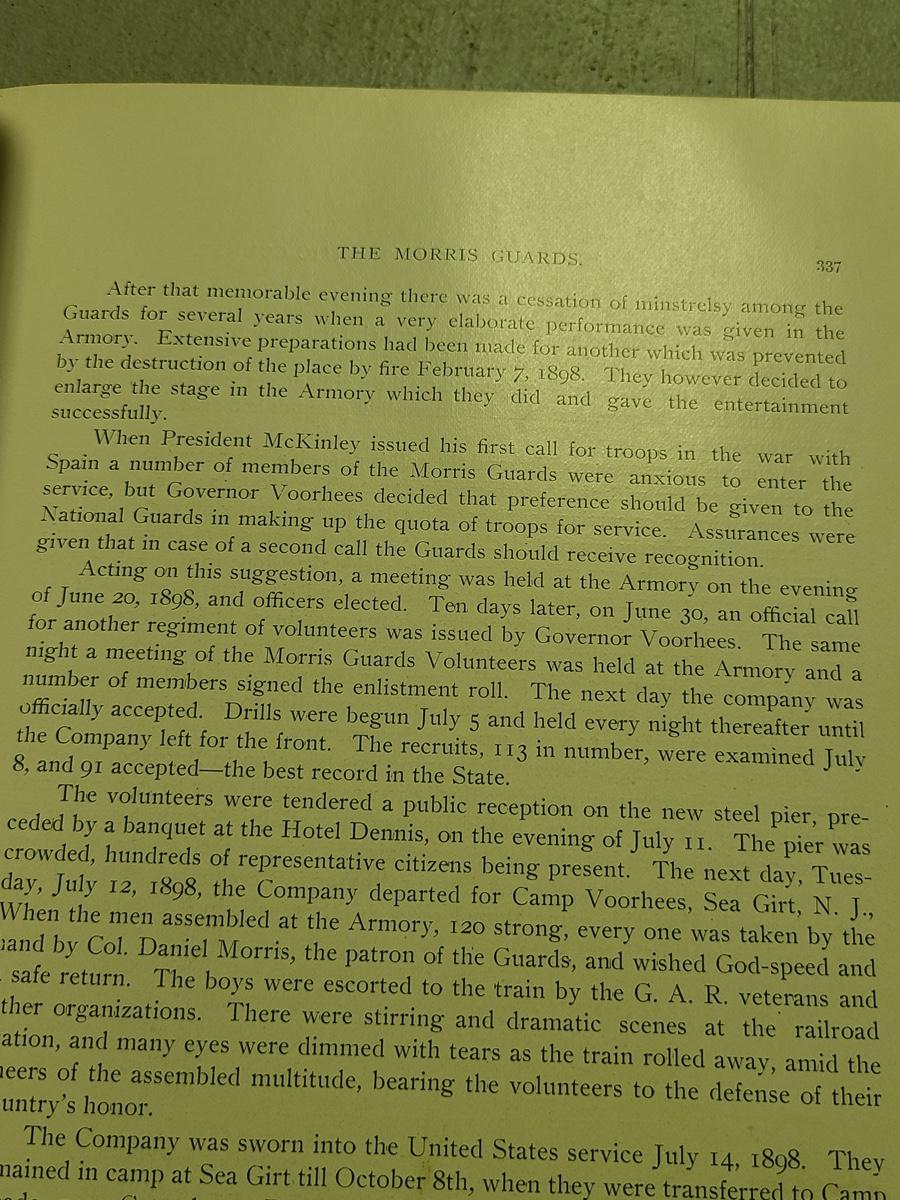 THE MORRIS GUARDS.
337
After that memorable evening there was a cessation of minstrelsy among the
Guards for several years when a very elaborate performance was given in the
Armory. Extensive preparations had been made for another which was prevented
by the destruction of the place by fire February 7, 1898. They however decided to
enlarge the stage in the Armory which they did and gave the entertainment
successfully.
When President McKinley issued his first call for troops in the war with
Spain a number of members of the Morris Guards were anxious to enter the
service, but Governor Voorhees decided that preference should be given to the
National Guards in making up the quota of troops for service. Assurances were
given that in case of a second call the Guards should receive recognition.
Acting on this suggestion, a meeting was held at the Armory on the evening
of June 20, 1898, and officers elected. Ten days later, on June 30, an official call
for another regiment of volunteers was issued by Governor Voorhees. The same
night a meeting of the Morris Guards Volunteers was held at the Armory and a
number of members signed the enlistment roll. The next day the company was
officially accepted. Drills were begun July 5 and held every night thereafter until
the Company left for the front. The recruits, 113 in number, were examined July
8, and 91 accepted—the best record in the State.
The volunteers were tendered a public reception on the new steel pier, pre-
ceded by a banquet at the Hotel Dennis, on the evening of July 11. The pier was
crowded, hundreds of representative citizens being present. The next day, Tues-
day, July 12, 1898, the Company departed for Camp Voorhees, Sea Girt, N. J.,
When the men assembled at the Armory, 120 strong, every one was taken by the
hand by Col. Daniel Morris, the patron of the Guards, and wished God-speed and
safe return. The boys were escorted to the train by the G. A. R. veterans and
ther organizations. There were stirring and dramatic scenes at the railroad
ation, and many eyes were dimmed with tears as the train rolled away, amid the
heers of the assembled multitude, bearing the volunteers to the defense of their
untry's honor.
The Company was sworn into the United States service July 14, 1898. They
mained in camp at Sea Girt till October 8th, when they were transferred to Camp